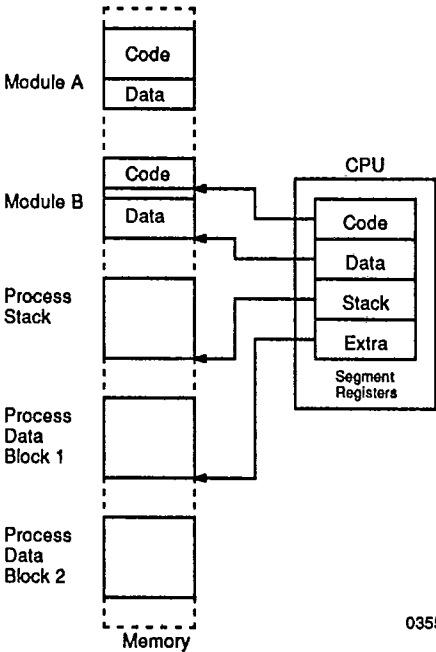 Module A
Code
Data
Module B
Code
Data
Process
Stack
Process
Data
Block 1
Process
Data
Block 2
Memory
CPU
Code
Data
Stack
Extra
Segment
Registers
0355